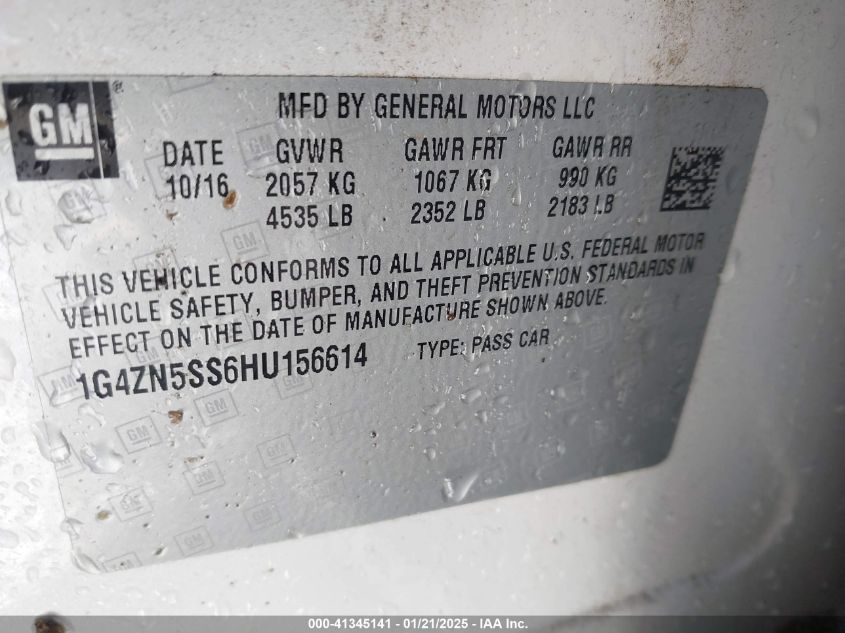 GM ®
MFD BY GENERAL MOTORS LLC
DATE GVWR GAWR FRT GAWR RR
10/16 2057 KG 1067 KG 990 KG
4535 LB 2352 LB 2183 LB
THIS VEHICLE CONFORMS TO ALL APPLICABLE U.S. FEDERAL MOTOR
VEHICLE SAFETY, BUMPER, AND THEFT PREVENTION STANDARDS IN
EFFECT ON THE DATE OF MANUFACTURE SHOWN ABOVE.
1G4ZN5SS6HU156614 TYPE: PASS CAR
000-41345141 - 01/21/2025 - IAA Inc.